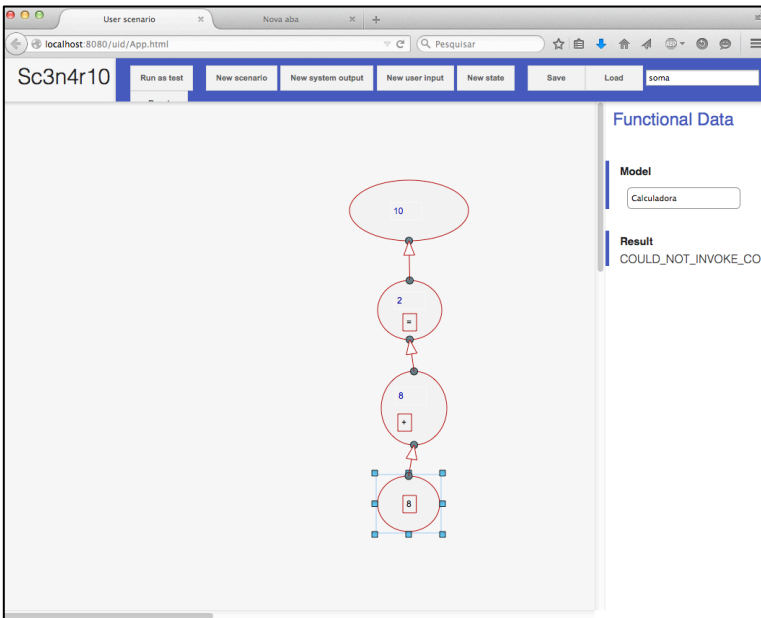 User scenario
Nova aba
localhost:8080/uid/App.html
Pesquisar
ABP
Sc3n4r10
Run as test
New scenario
New system output
New user input
New state
Save
Load
soma
Functional Data
Model
Calculadora
Result
COULD_NOT_INVOKE_CO
10
2
=
8
+
8